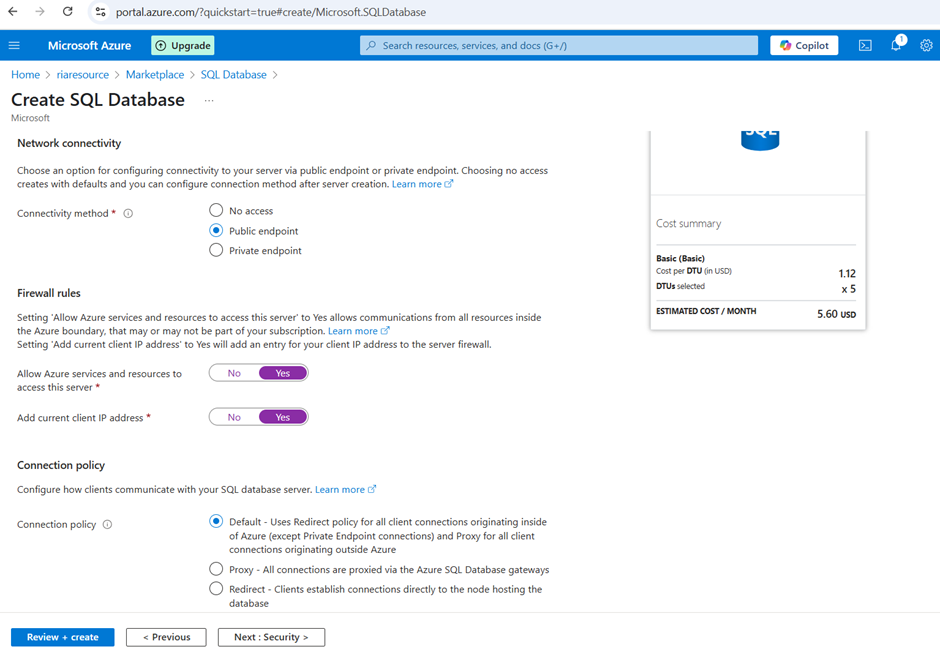 portal.azure.com/?quickstart=true#create/Microsoft.SQLDatabase
Microsoft Azure
Upgrade
Search resources, services, and docs (G+/)
Copilot
1
Home > riaresource > Marketplace > SQL Database >
Create SQL Database ...
Microsoft
Network connectivity
Choose an option for configuring connectivity to your server via public endpoint or private endpoint. Choosing no access
creates with defaults and you can configure connection method after server creation. Learn more
Connectivity method *
No access
Public endpoint
Private endpoint
Firewall rules
Setting 'Allow Azure services and resources to access this server' to Yes allows communications from all resources inside
the Azure boundary, that may or may not be part of your subscription. Learn more
Setting 'Add current client IP address' to Yes will add an entry for your client IP address to the server firewall.
Allow Azure services and resources to
access this server *
No Yes
Add current client IP address *
No Yes
Connection policy
Configure how clients communicate with your SQL database server. Learn more
Connection policy
Default - Uses Redirect policy for all client connections originating inside
of Azure (except Private Endpoint connections) and Proxy for all client
connections originating outside Azure
Proxy - All connections are proxied via the Azure SQL Database gateways
Redirect - Clients establish connections directly to the node hosting the
database
SQL
Cost summary
Basic (Basic)
Cost per DTU (in USD) 1.12
DTUs selected x 5
ESTIMATED COST / MONTH 5.60 USD
Review + create
< Previous
Next : Security >